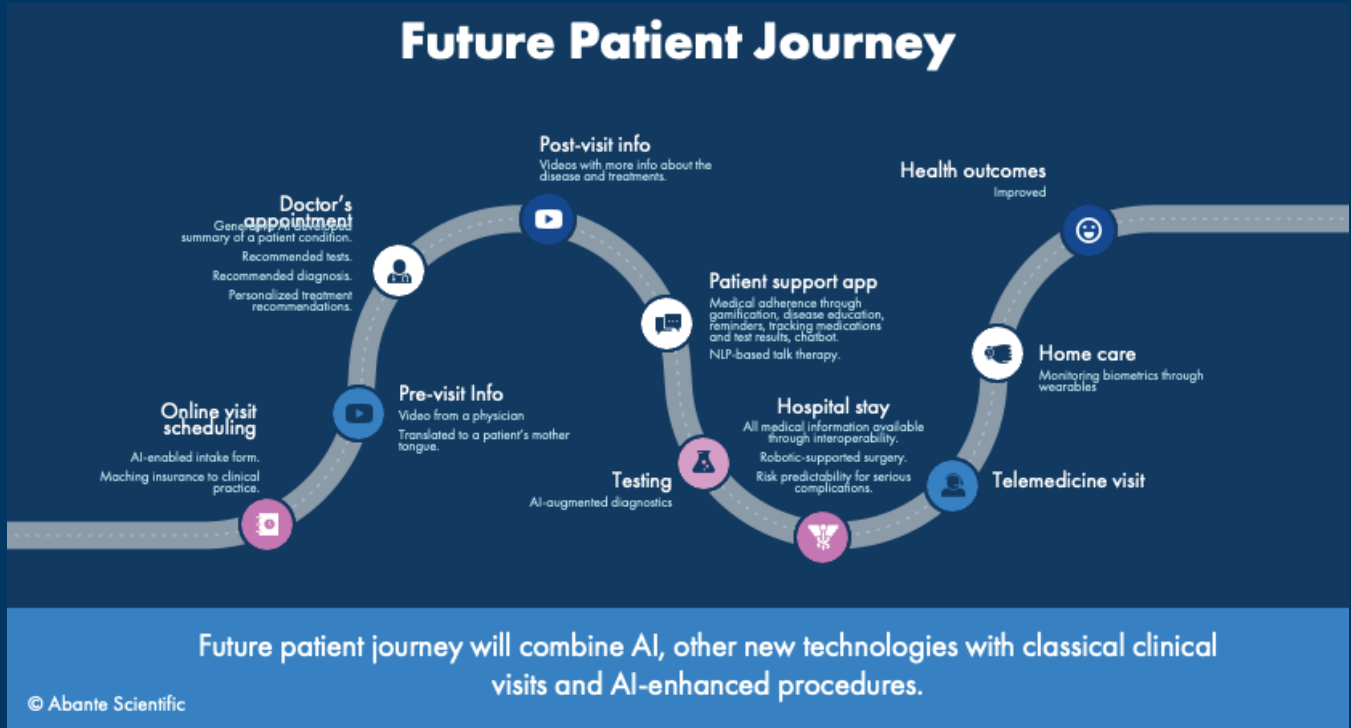 Future Patient Journey
Post-visit info
Videos with more info about the
disease and treatments.
Health outcomes
Improved
Doctor's
appointment
summary of a patient condition.
Recommended tests.
Recommended diagnosis.
Personalized treatment
recommendations.
Patient support app
Medical adherence through
gamification, disease education,
reminders, tracking medications
and test results, chatbot.
NLP-based talk therapy.
Home care
Monitoring biometrics through
wearables
Pre-visit Info
Video from a physician
Translated to a patient's mother
tongue.
Online visit
scheduling
AI-enabled intake form.
Maching insurance to clinical
practice.
Hospital stay
All medical information available
through interoperability.
Robotic-supported surgery.
Risk predictability for serious
complications.
Testing
AI-augmented diagnostics
Telemedicine visit
Future patient journey will combine AI, other new technologies with classical clinical
visits and AI-enhanced procedures.
© Abante Scientific